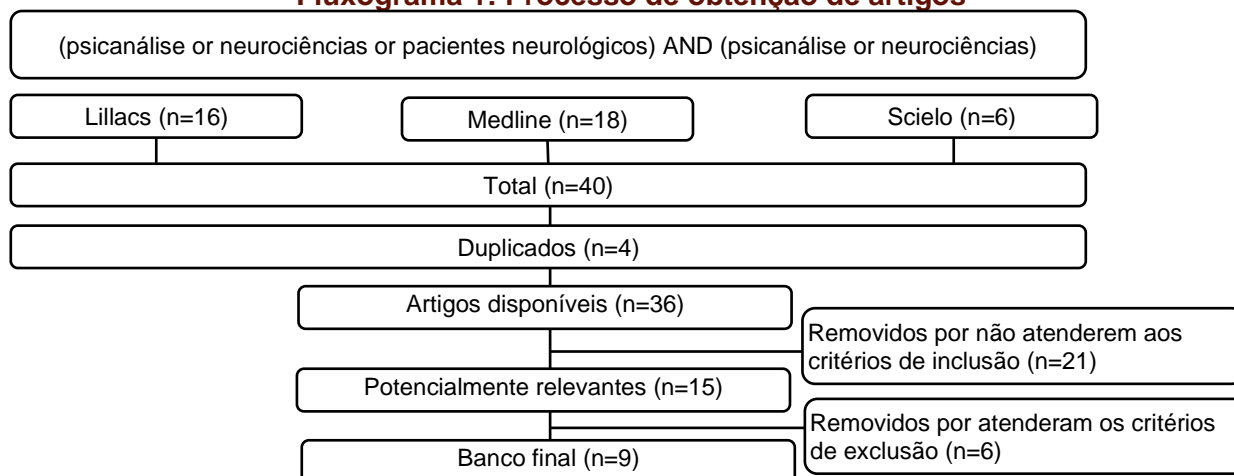 Fluxograma 1. Processo de obtenção de artigos
(psicanálise or neurociências or pacientes neurológicos) AND (psicanálise or neurociências)
Lillacs (n=16)
Medline (n=18)
Scielo (n=6)
Total (n=40)
Duplicados (n=4)
Artigos disponíveis (n=36)
Removidos por não atenderem aos
critérios de inclusão (n=21)
Potencialmente relevantes (n=15)
Removidos por atenderam os critérios
de exclusão (n=6)
Banco final (n=9)